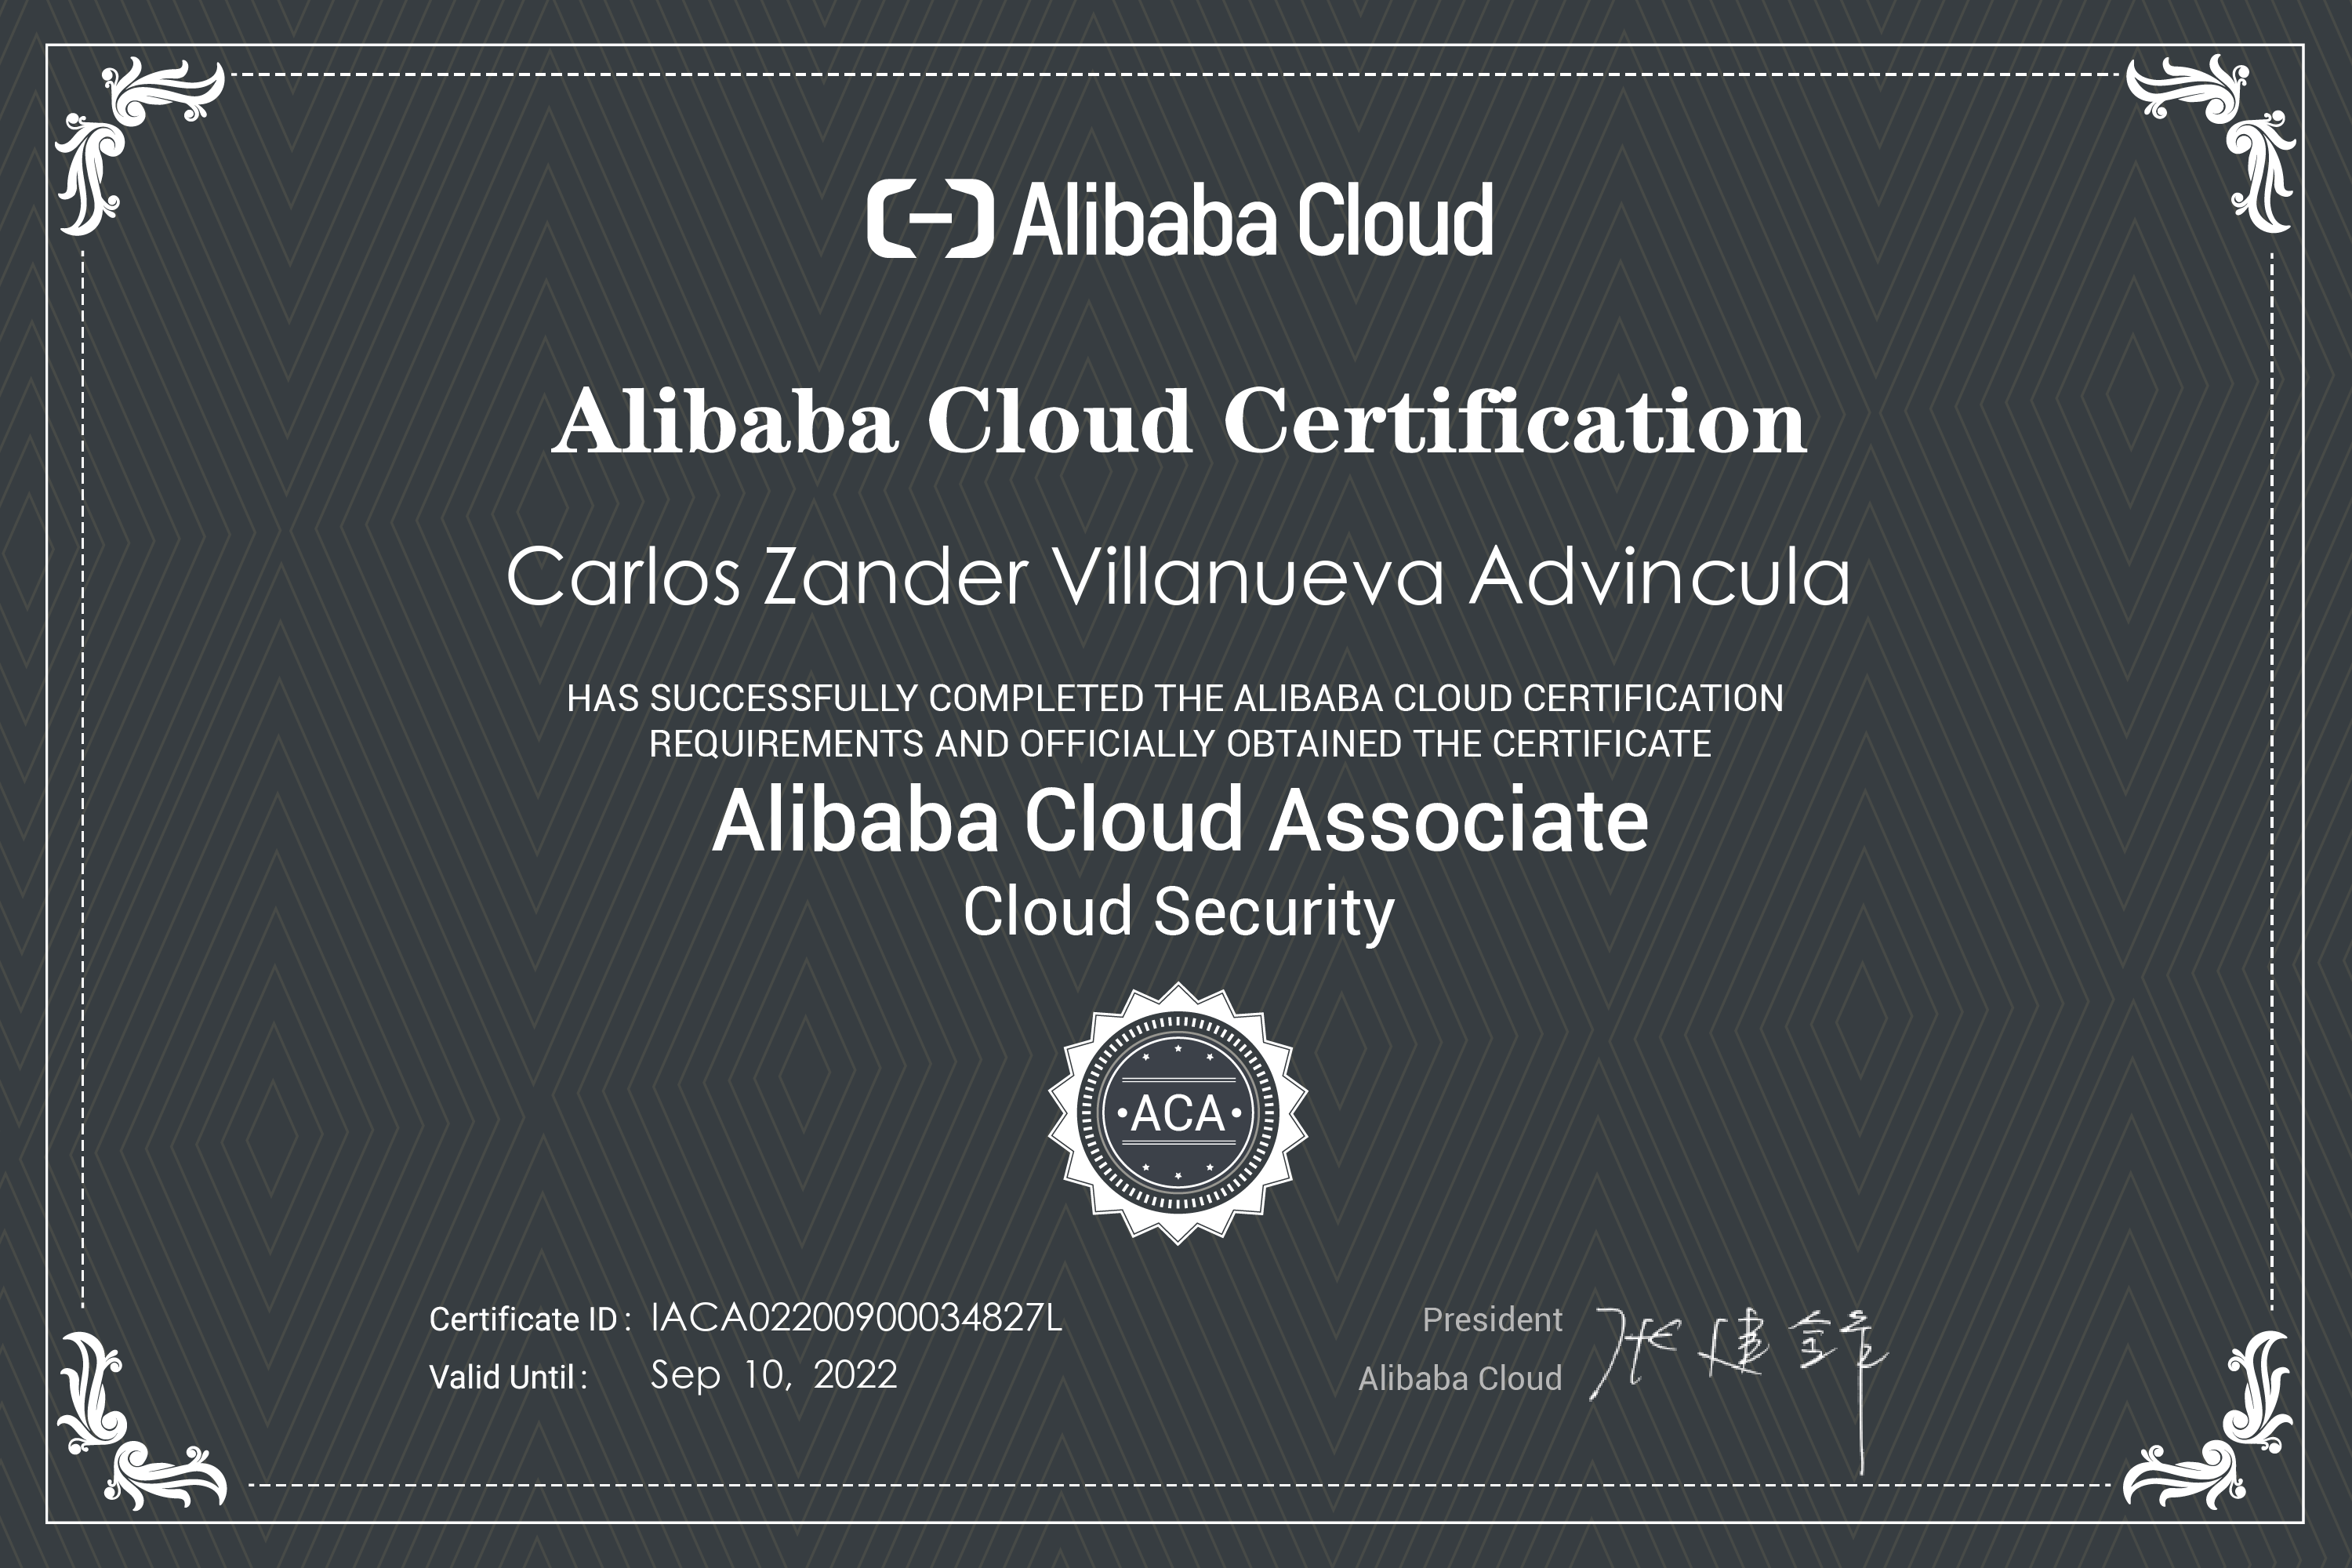 Alibaba Cloud
Alibaba Cloud Certification
Carlos Zander Villanueva Advincula
HAS SUCCESSFULLY COMPLETED THE ALIBABA CLOUD CERTIFICATION
REQUIREMENTS AND OFFICIALLY OBTAINED THE CERTIFICATE
Alibaba Cloud Associate
Cloud Security
•ACA•
Certificate ID : IACA02200900034827L
Valid Until : Sep 10, 2022
President
Alibaba Cloud
张建锋